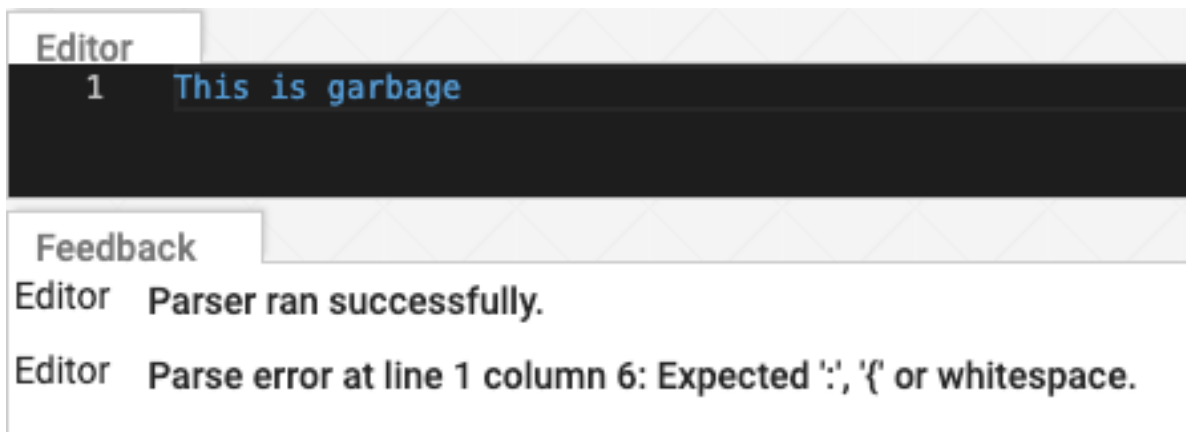 Editor
1 This is garbage
Feedback
Editor Parser ran successfully.
Editor Parse error at line 1 column 6: Expected ':', '{' or whitespace.